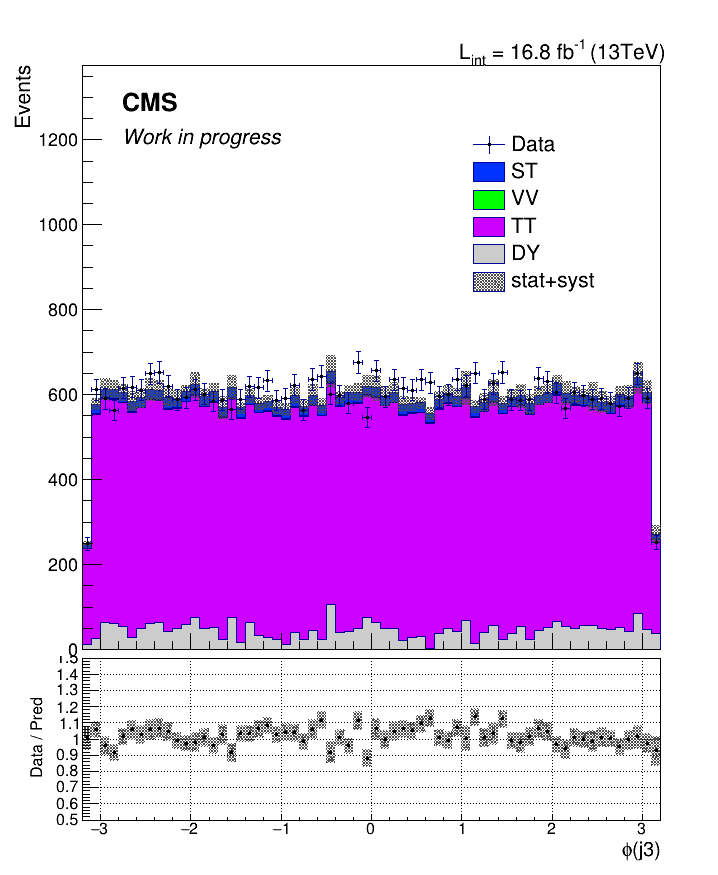 L_int = 16.8 fb^-1 (13TeV)
Events
CMS
Work in progress
Data
ST
VV
TT
DY
stat+syst
1200
1000
800
600
400
200
0
Data / Pred
1.5
1.4
1.3
1.2
1.1
1
0.9
0.8
0.7
0.6
0.5
−3 −2 −1 0 1 2 3
ϕ(j3)